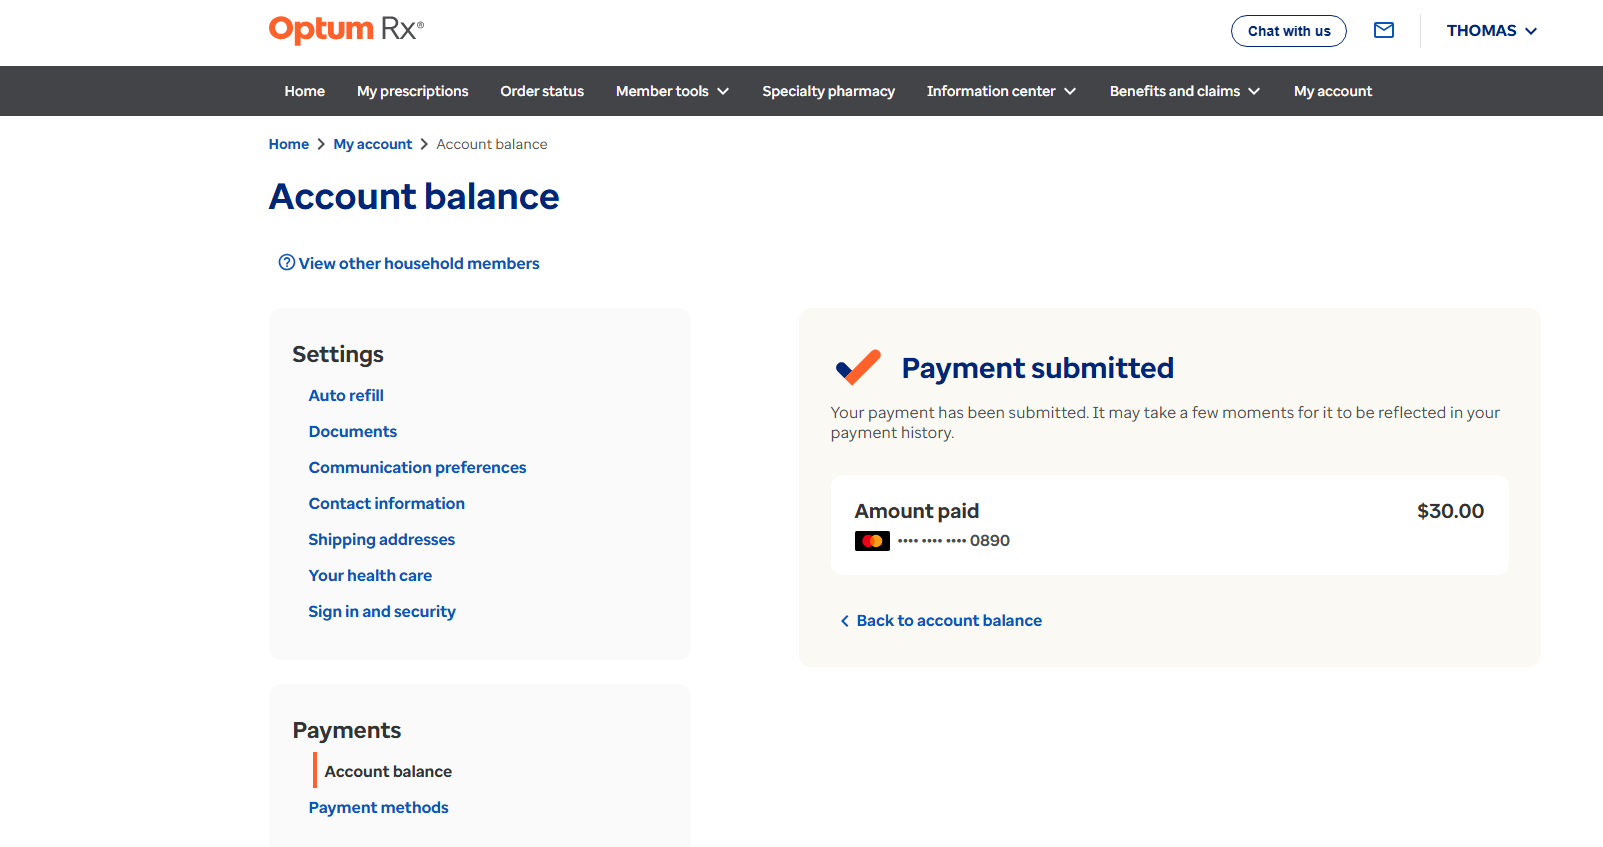 Optum Rx®
Chat with us
THOMAS
Home
My prescriptions
Order status
Member tools
Specialty pharmacy
Information center
Benefits and claims
My account
Home > My account > Account balance
Account balance
View other household members
Settings
Auto refill
Documents
Communication preferences
Contact information
Shipping addresses
Your health care
Sign in and security
Payments
Account balance
Payment methods
Payment submitted
Your payment has been submitted. It may take a few moments for it to be reflected in your
payment history.
Amount paid $30.00
•••• •••• •••• 0890
Back to account balance